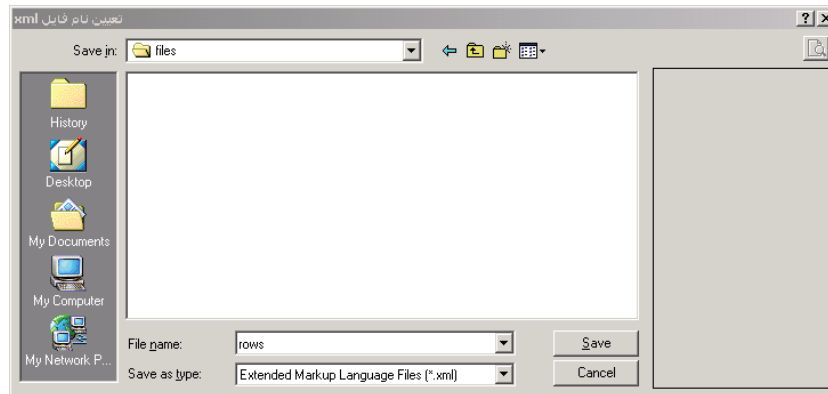 تعیین نام فایل xml
?
Save in:
files
History
Desktop
My Documents
My Computer
My Network P...
File name:
rows
Save
Save as type:
Extended Markup Language Files (*.xml)
Cancel